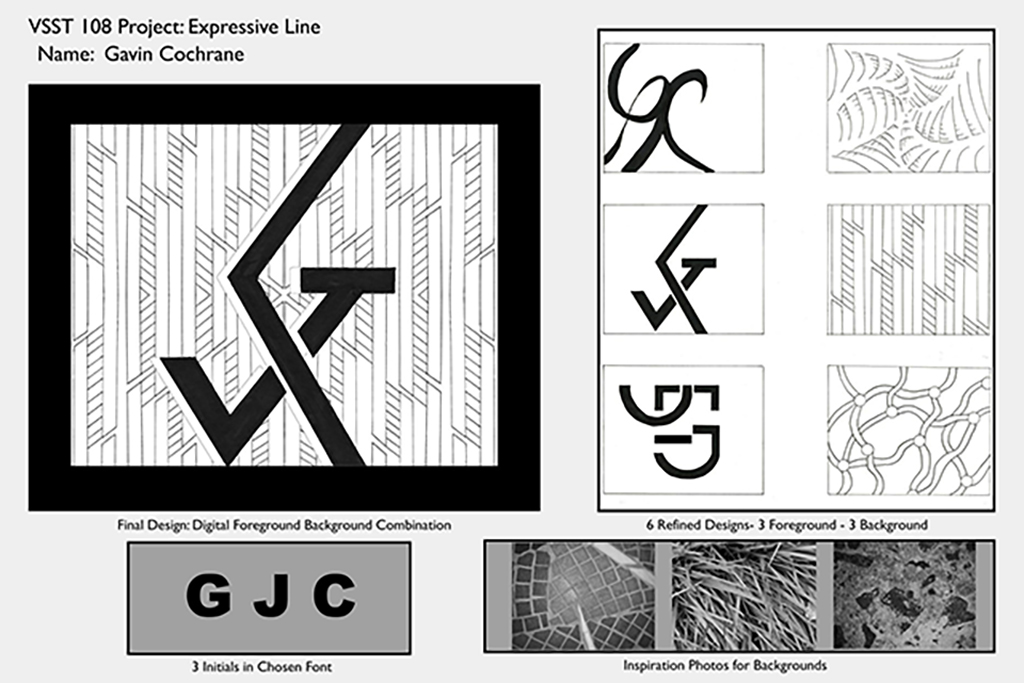 VSST 108 Project: Expressive Line
Name: Gavin Cochrane
Final Design: Digital Foreground Background Combination
6 Refined Designs- 3 Foreground - 3 Background
G J C
3 Initials in Chosen Font
Inspiration Photos for Backgrounds